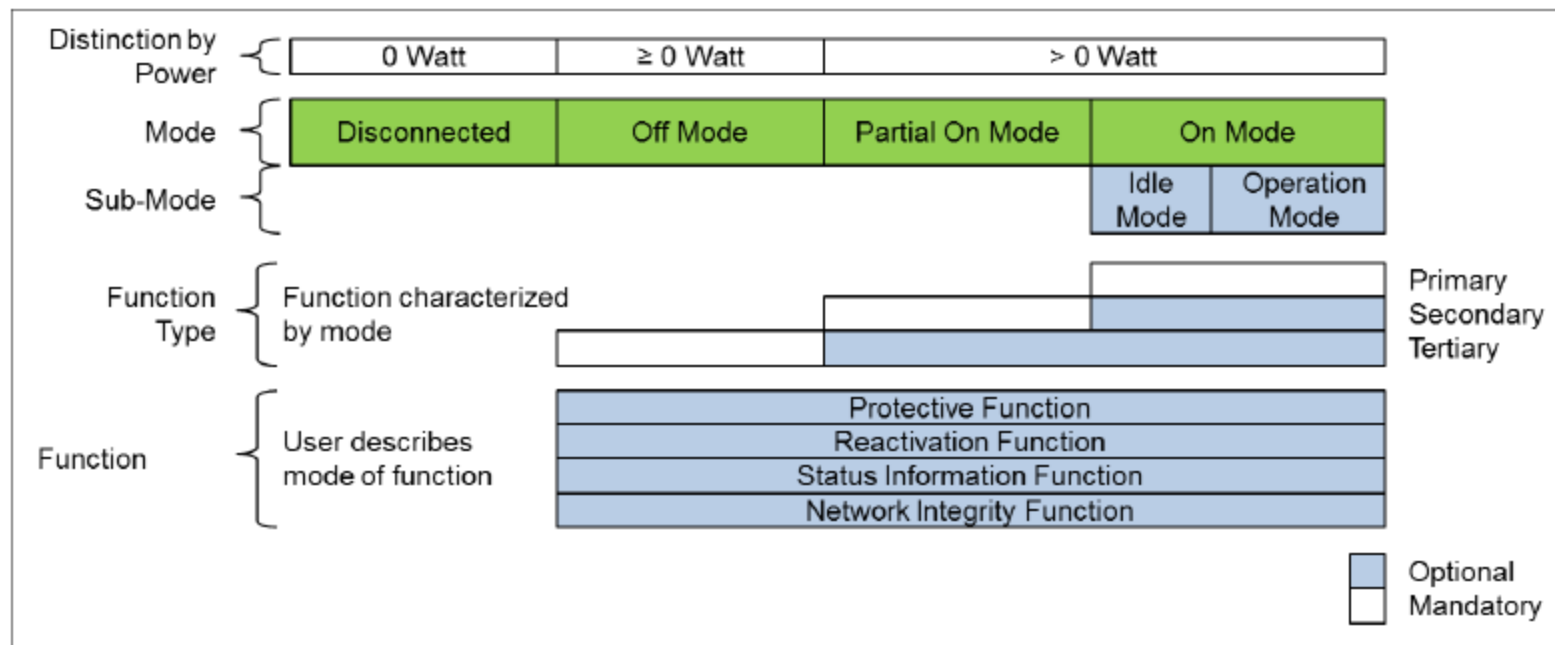 Distinction by
Power
0 Watt
≥ 0 Watt
> 0 Watt
Mode
Disconnected
Off Mode
Partial On Mode
On Mode
Sub-Mode
Idle
Mode
Operation
Mode
Function
Type
Function characterized
by mode
Primary
Secondary
Tertiary
Function
User describes
mode of function
Protective Function
Reactivation Function
Status Information Function
Network Integrity Function
Optional
Mandatory